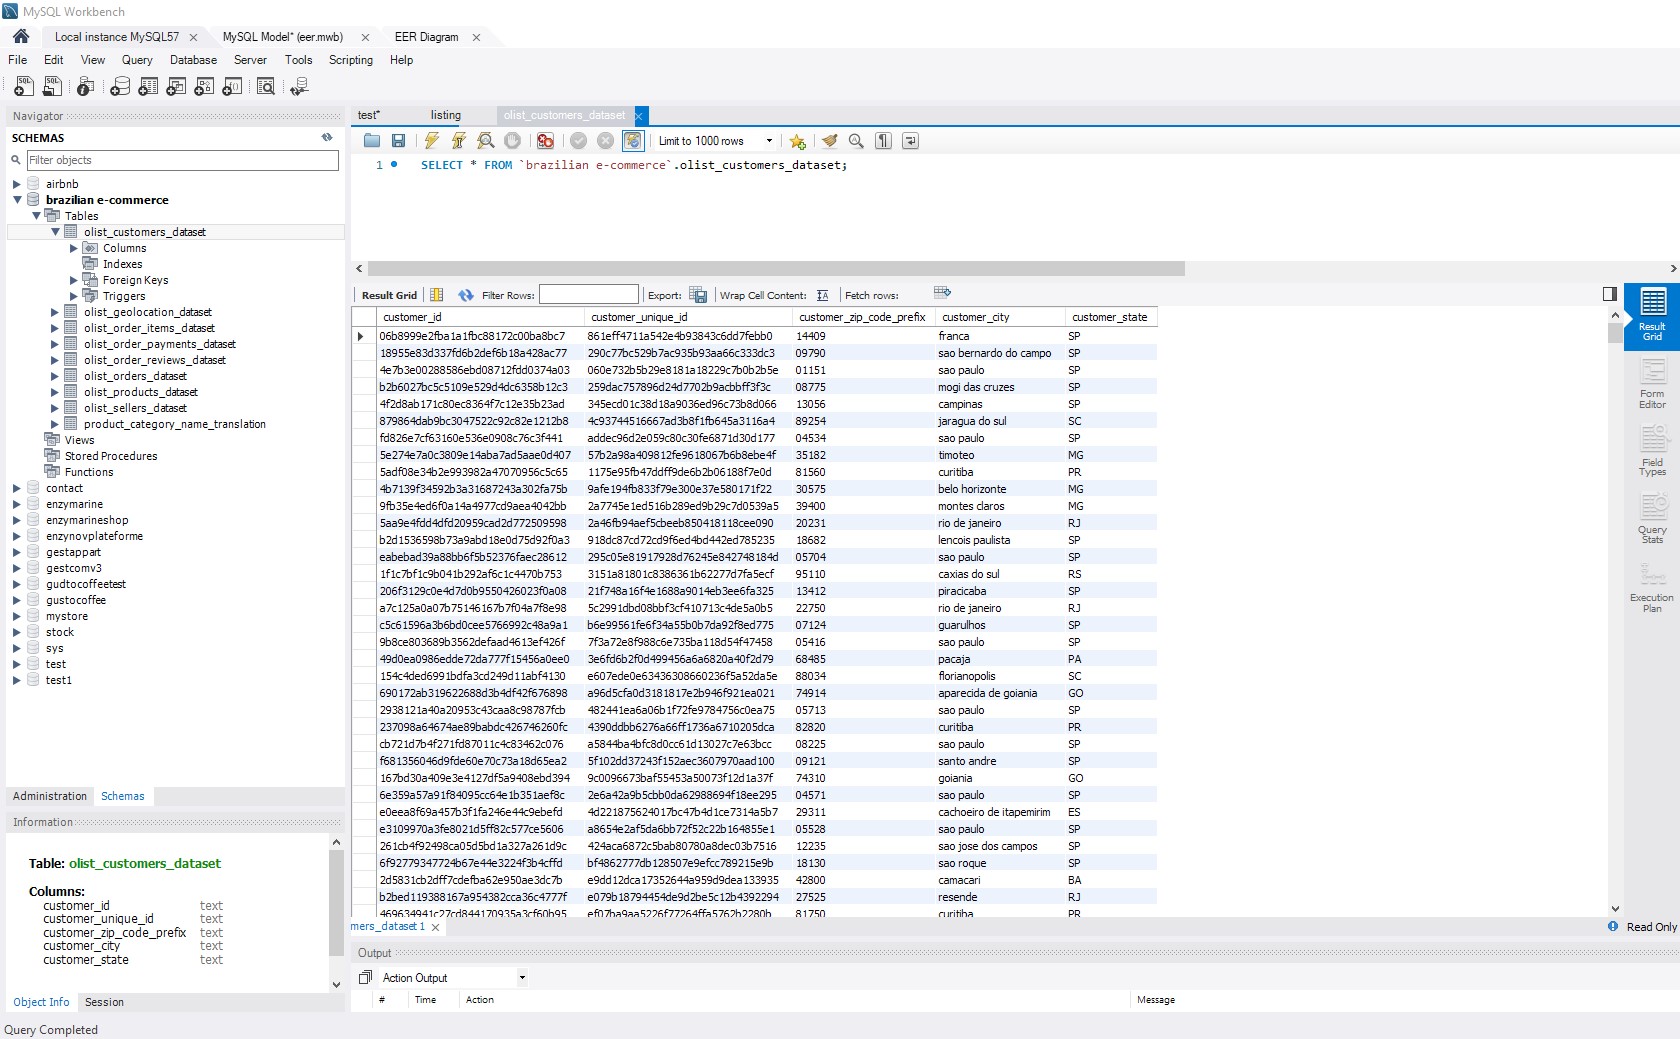 MySQL Workbench
Local instance MySQL57
MySQL Model* (eer.mwb)
EER Diagram
File Edit View Query Database Server Tools Scripting Help
Navigator
SCHEMAS
Filter objects
airbnb
brazilian e-commerce
Tables
olist_customers_dataset
Columns
Indexes
Foreign Keys
Triggers
olist_geolocation_dataset
olist_order_items_dataset
olist_order_payments_dataset
olist_order_reviews_dataset
olist_orders_dataset
olist_products_dataset
olist_sellers_dataset
product_category_name_translation
Views
Stored Procedures
Functions
contact
enzymarine
enzymarineshop
enzynovplateforme
gestappart
gestcomv3
gudtocoffeetest
gustocoffee
mystore
stock
sys
test
test1
Administration Schemas
Information
Table: olist_customers_dataset
Columns:
customer_id text
customer_unique_id text
customer_zip_code_prefix text
customer_city text
customer_state text
Object Info Session
Query Completed
test* listing olist_customers_dataset
Limit to 1000 rows
1 SELECT * FROM `brazilian e-commerce`.olist_customers_dataset;
Result Grid Filter Rows: Export: Wrap Cell Content: Fetch rows:
customer_id customer_unique_id customer_zip_code_prefix customer_city customer_state
06b8999e2fba1a1fbc88172c00ba8bc7 861eff4711a542e4b93843c6dd7febb0 14409 franca SP
18955e83d337fd6b2def6b18a428ac77 290c77bc529b7ac935b93aa66c333dc3 09790 sao bernardo do campo SP
4e7b3e00288586ebd08712fdd0374a03 060e732b5b29e8181a18229c7b0b2b5e 01151 sao paulo SP
b2b6027bc5c5109e529d4dc6358b12c3 259dac757896d24d7702b9acbbff3f3c 08775 mogi das cruzes SP
4f2d8ab171c80ec8364f7c12e35b23ad 345ecd01c38d18a9036ed96c73b8d066 13056 campinas SP
879864dab9bc3047522c92c82e1212b8 4c93744516667ad3b8f1fb645a3116a4 89254 jaragua do sul SC
fd826e7cf63160e536e0908c76c3f441 addec96d2e059c80c30fe6871d30d177 04534 sao paulo SP
5e274e7a0c3809e14aba7ad5aae0d407 57b2a98a409812fe9618067b6b8ebe4f 35182 timoteo MG
5adf08e34b2e993982a47070956c5c65 1175e95fb47ddff9de6b2b06188f7e0d 81560 curitiba PR
4b7139f34592b3a31687243a302fa75b 9afe194fb833f79e300e37e580171f22 30575 belo horizonte MG
9fb35e4ed6f0a14a4977cd9aea4042bb 2a7745e1ed516b289ed9b29c7d0539a5 39400 montes claros MG
5aa9e4fdd4dfd20959cad2d772509598 2a46fb94aef5cbeeb850418118cee090 20231 rio de janeiro RJ
b2d1536598b73a9abd18e0d75d92f0a3 918dc87cd72cd9f6ed4bd442ed785235 18682 lencois paulista SP
eabebad39a88bb6f5b52376faec28612 295c05e81917928d76245e842748184d 05704 sao paulo SP
1f1c7bf1c9b041b292af6c1c4470b753 3151a81801c8386361b62277d7fa5ecf 95110 caxias do sul RS
206f3129c0e4d7d0b9550426023f0a08 21f748a16f4e1688a9014eb3ee6fa325 13412 piracicaba SP
a7c125a0a07b75146167b7f04a7f8e98 5c2991dbd08bbf3cf410713c4de5a0b5 22750 rio de janeiro RJ
c5c61596a3b6bd0cee5766992c48a9a1 b6e99561fe6f34a55b0b7da92f8ed775 07124 guarulhos SP
9b8ce803689b3562defaad4613ef426f 7f3a72e8f988c6e735ba118d54f47458 05416 sao paulo SP
49d0ea0986edde72da777f15456a0ee0 3e6fd6b2f0d499456a6a6820a40f2d79 68485 pacaja PA
154c4ded6991bdfa3cd249d11abf4130 e607ede0e63436308660236f5a52da5e 88034 florianopolis SC
690172ab319622688d3b4df42f676898 a96d5cfa0d3181817e2b946f921ea021 74914 aparecida de goiania GO
2938121a40a20953c43caa8c98787fcb 482441ea6a06b1f72fe9784756c0ea75 05713 sao paulo SP
237098a64674ae89babdc426746260fc 4390ddbb6276a66ff1736a6710205dca 82820 curitiba PR
cb721d7b4f271fd87011c4c83462c076 a5844ba4bfc8d0cc61d13027c7e63bcc 08225 sao paulo SP
f681356046d9fde60e70c73a18d65ea2 5f102dd37243f152aec3607970aad100 09121 santo andre SP
167bd30a409e3e4127df5a9408ebd394 9c0096673baf55453a50073f12d1a37f 74310 goiania GO
6e359a57a91f84095cc64e1b351aef8c 2e6a42a9b5cbb0da62988694f18ee295 04571 sao paulo SP
e0eea8f69a457b3f1fa246e44c9ebefd 4d221875624017bc47b4d1ce7314a5b7 29311 cachoeiro de itapemirim ES
e3109970a3fe8021d5ff82c577ce5606 a8654e2af5da6bb72f52c22b164855e1 05528 sao paulo SP
261cb4f92498ca05d5bd1a327a261d9c 424aca6872c5bab80780a8dec03b7516 12235 sao jose dos campos SP
6f92779347724b67e44e3224f3b4cffd bf4862777db128507e9efcc789215e9b 18130 sao roque SP
2d5831cb2dff7cdefba62e950ae3dc7b e9dd12dca17352644a959d9dea133935 42800 camacari BA
b2bed119388167a954382cca36c4777f e079b18794454de9d2be5c12b4392294 27525 resende RJ
469634941c27cd844170935a3cf60b95 ef07ba9aa5226f77264ffa5762b2280b 81750 curitiba PR
Result Grid
Form Editor
Field Types
Query Stats
Execution Plan
mers_dataset 1
Read Only
Output
Action Output
# Time Action Message